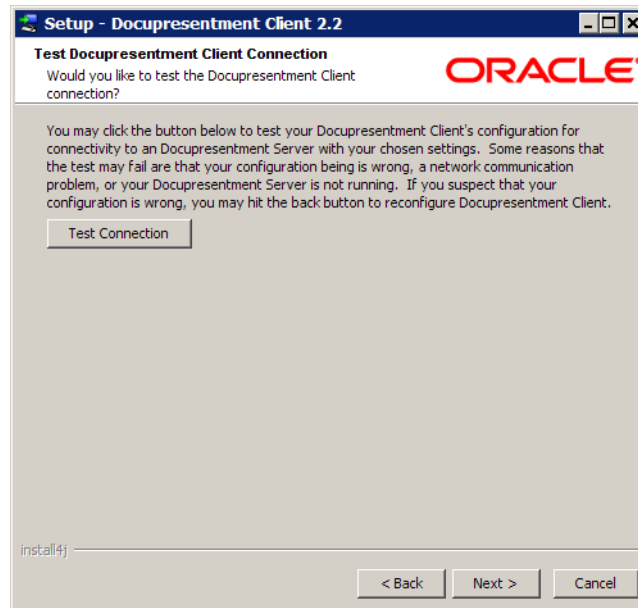 Setup - Docupresentment Client 2.2
Test Docupresentment Client Connection
Would you like to test the Docupresentment Client
connection?
ORACLE
You may click the button below to test your Docupresentment Client's configuration for
connectivity to an Docupresentment Server with your chosen settings. Some reasons that
the test may fail are that your configuration being is wrong, a network communication
problem, or your Docupresentment Server is not running. If you suspect that your
configuration is wrong, you may hit the back button to reconfigure Docupresentment Client.
Test Connection
install4j
< Back Next > Cancel